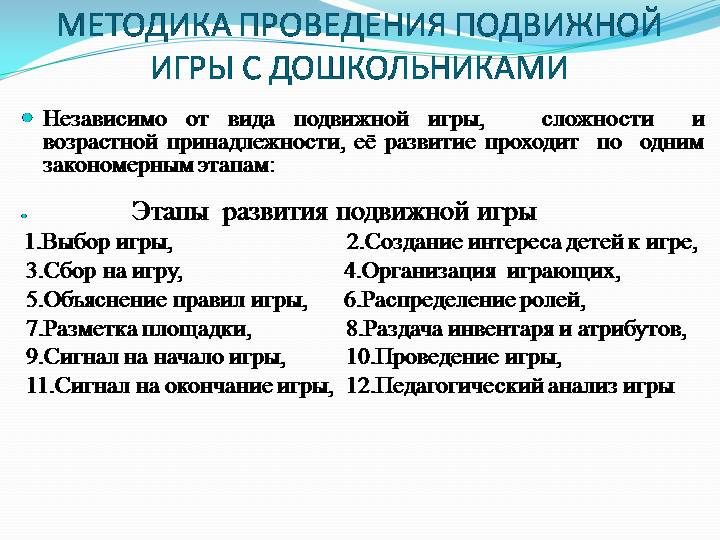 МЕТОДИКА ПРОВЕДЕНИЯ ПОДВИЖНОЙ
ИГРЫ С ДОШКОЛЬНИКАМИ
Независимо от вида подвижной игры, сложности и
возрастной принадлежности, её развитие проходит по одним
закономерным этапам:
Этапы развития подвижной игры
1.Выбор игры, 2.Создание интереса детей к игре,
3.Сбор на игру, 4.Организация играющих,
5.Объяснение правил игры, 6.Распределение ролей,
7.Разметка площадки, 8.Раздача инвентаря и атрибутов,
9.Сигнал на начало игры, 10.Проведение игры,
11.Сигнал на окончание игры, 12.Педагогический анализ игры